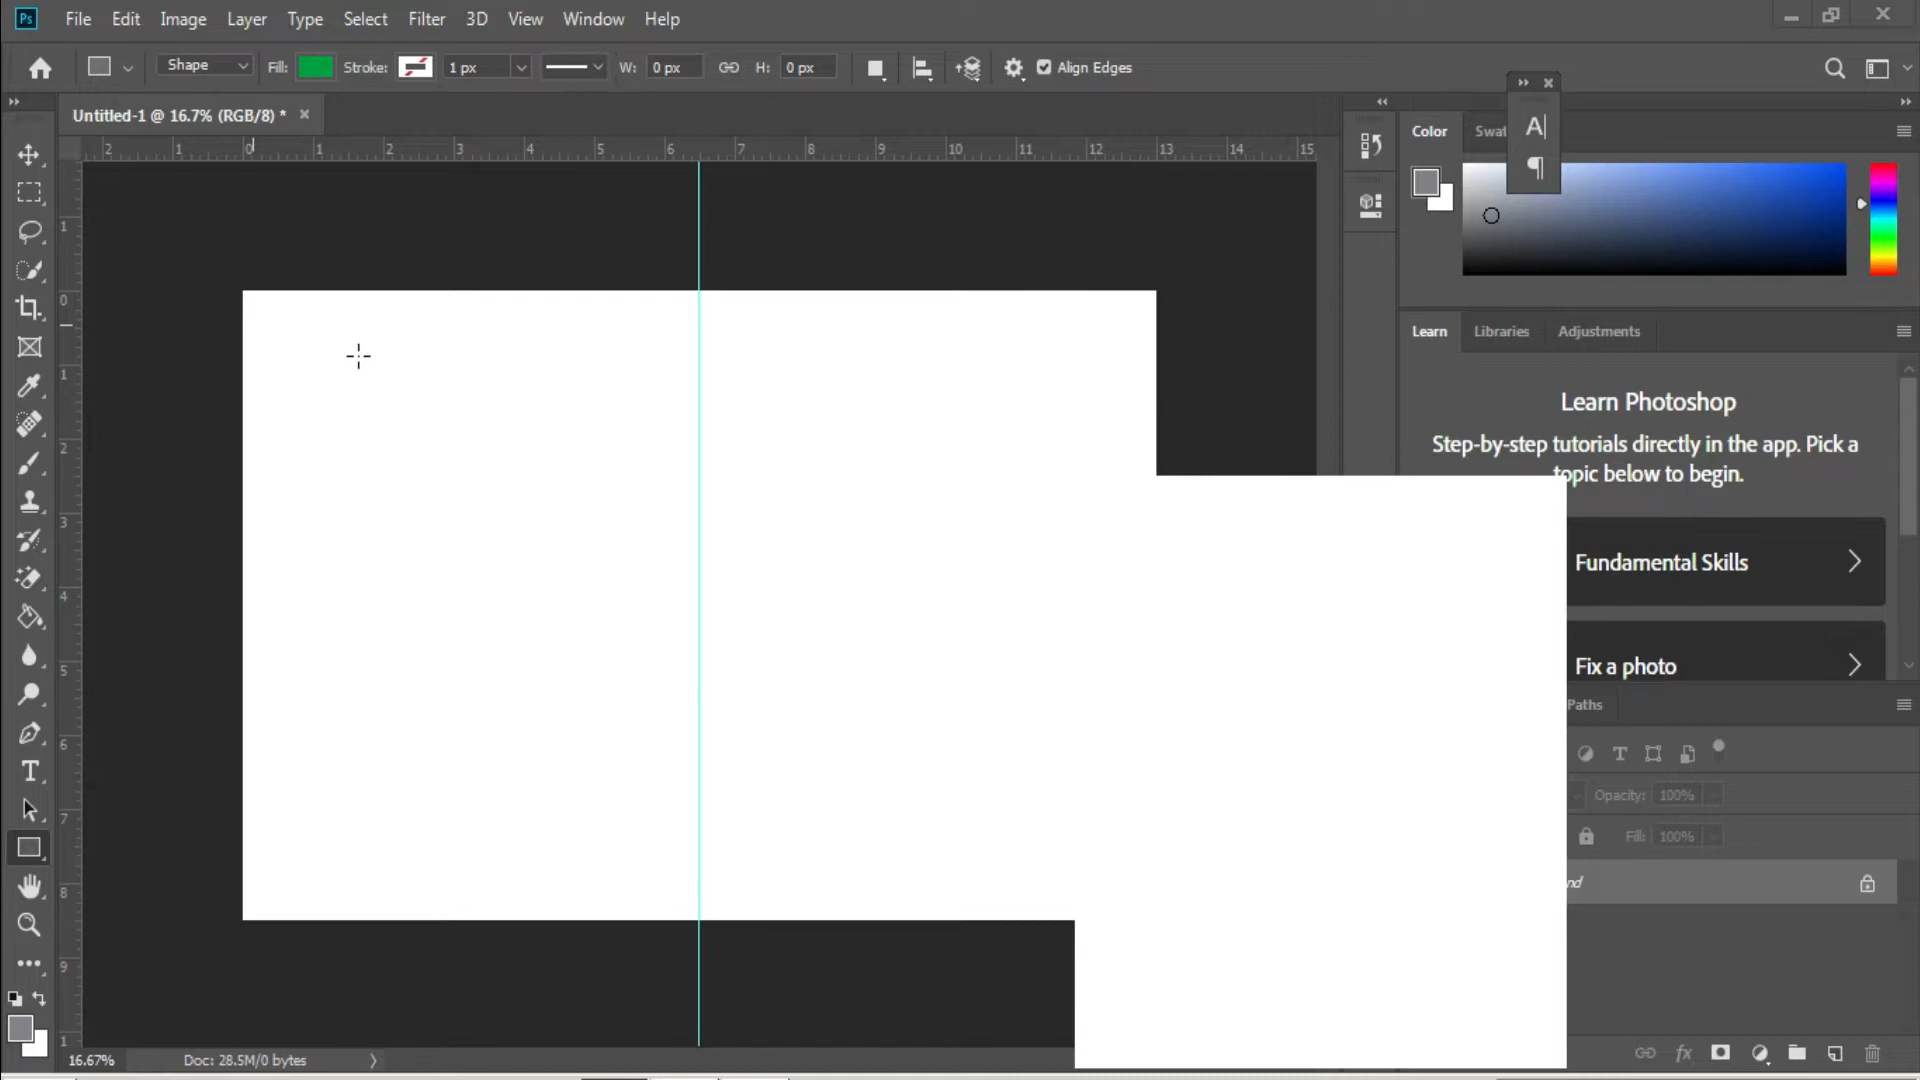 Ps File Edit Image Layer Type Select Filter 3D View Window Help
Shape Fill: Stroke: 1 px W: 0 px H: 0 px Align Edges
Untitled-1 @ 16.7% (RGB/8) * ×
2 1 0 1 2 3 4 5 6 7 8 9 10 11 12 13 14 15
1
0
1
2
3
4
5
6
7
8
9
1
A
¶
Color Swat
Learn Libraries Adjustments
Learn Photoshop
Step-by-step tutorials directly in the app. Pick a
topic below to begin.
Fundamental Skills
Fix a photo
Paths
T
Opacity: 100%
Fill: 100%
nd
fx
T
16.67% Doc: 28.5M/0 bytes